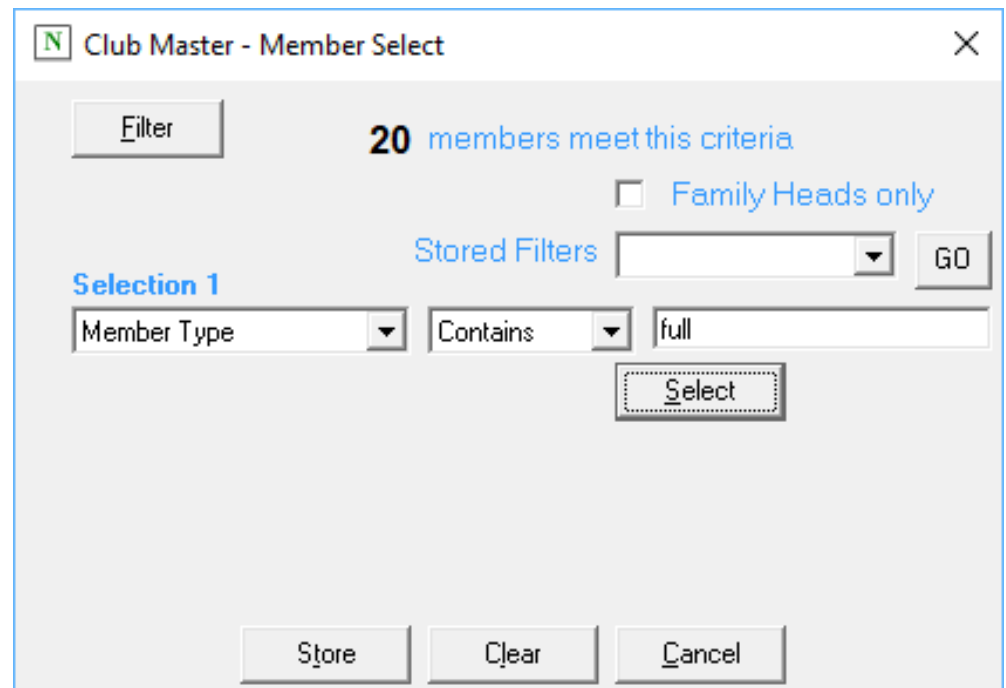 N Club Master - Member Select
Filter
20 members meet this criteria
Family Heads only
Stored Filters GO
Selection 1
Member Type Contains full
Select
Store Clear Cancel